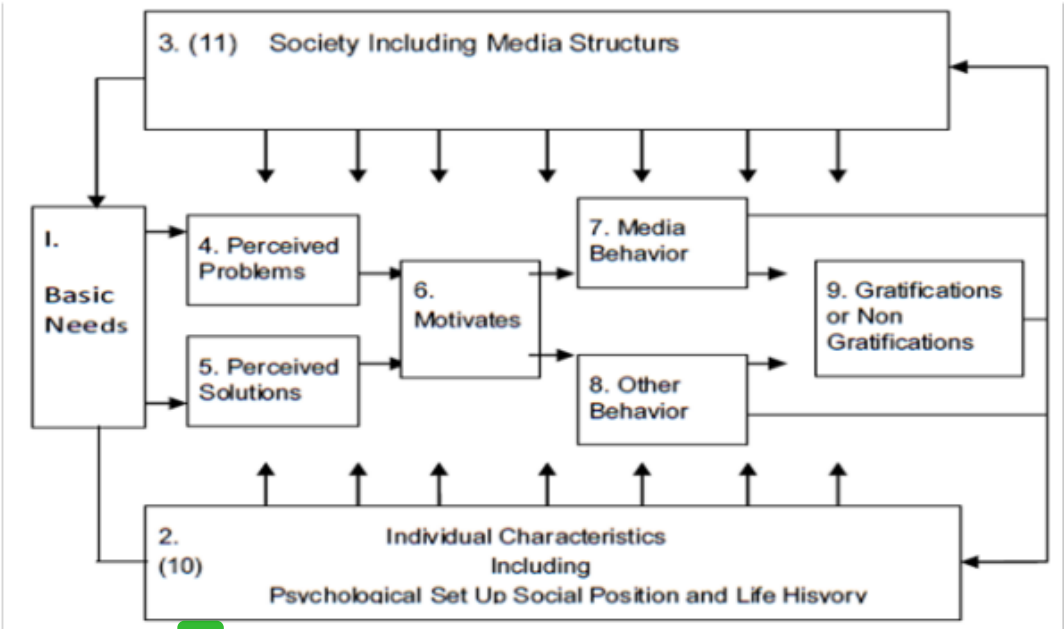 3. (11) Society Including Media Structurs
I.
Basic
Needs
4. Perceived
Problems
5. Perceived
Solutions
6.
Motivates
7. Media
Behavior
8. Other
Behavior
9. Gratifications
or Non
Gratifications
2. Individual Characteristics
(10) Including
Psychological Set Up Social Position and Life Hisyory